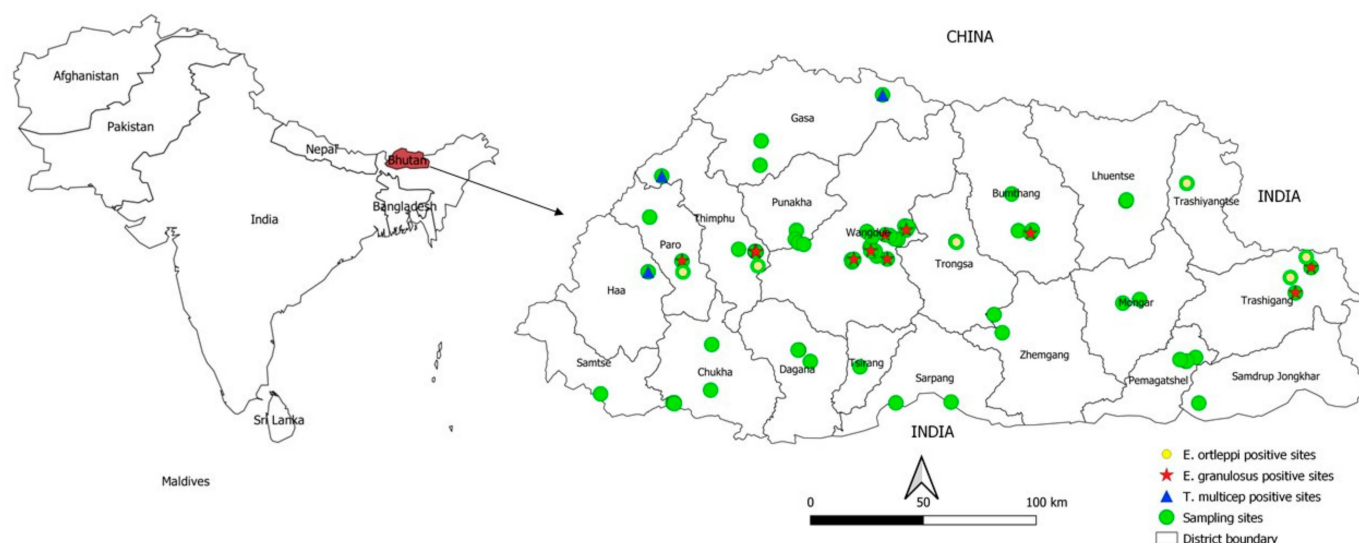 Afghanistan
Pakistan
Nepal
Bhutan
Bangladesh
India
Sri Lanka
Maldives
CHINA
Gasa
Punakha
Thimphu
Paro
Haa
Wangdue
Trongsa
Bumthang
Lhuentse
Trashiyangtse
INDIA
Mongar
Trashigang
Samtse
Chukha
Dagana
Tsirang
Sarpang
Zhemgang
Pemagatshel
Samdrup Jongkhar
INDIA
0 50 100 km
E. ortleppi positive sites
E. granulosus positive sites
T. multicep positive sites
Sampling sites
District boundary